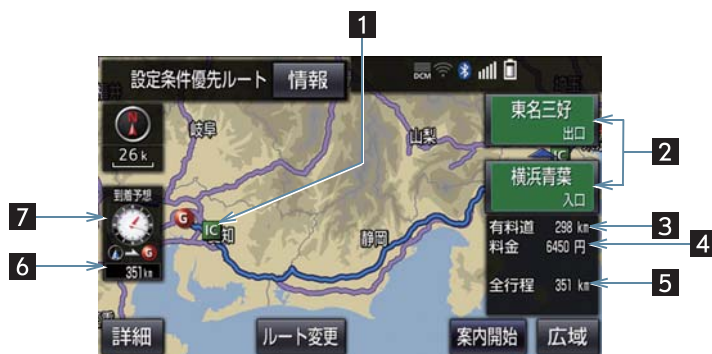 1
設定条件優先ルート 情報
DCM
N
26k
岐阜
山梨
埼玉
東名三好
出口
IC
2
横浜青葉
入口
7
到着予想
G
IC
静岡
有料道 298 km
3
料金 6450 円
4
G
6
351km
全行程 351 km
5
詳細 ルート変更 案内開始 広域